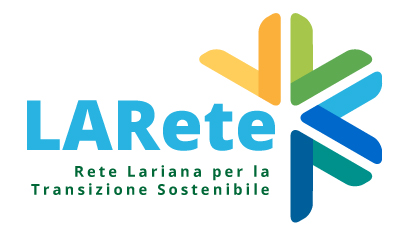 LARete
Rete Lariana per la
Transizione Sostenibile